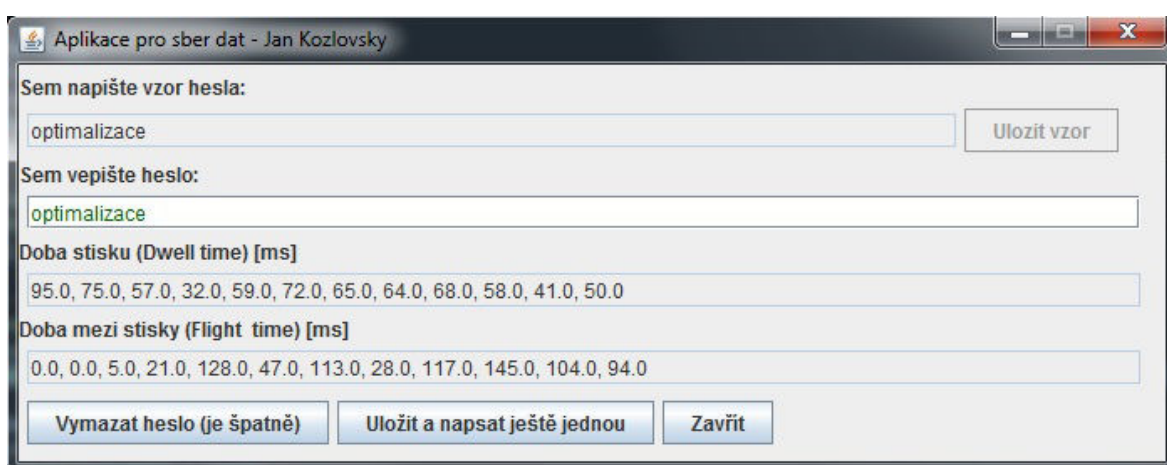 Aplikace pro sber dat - Jan Kozlovsky
Sem napište vzor hesla:
optimalizace Ulozit vzor
Sem vepište heslo:
optimalizace
Doba stisku (Dwell time) [ms]
95.0, 75.0, 57.0, 32.0, 59.0, 72.0, 65.0, 64.0, 68.0, 58.0, 41.0, 50.0
Doba mezi stisky (Flight time) [ms]
0.0, 0.0, 5.0, 21.0, 128.0, 47.0, 113.0, 28.0, 117.0, 145.0, 104.0, 94.0
Vymazat heslo (je špatně) Uložit a napsat ještě jednou Zavřít